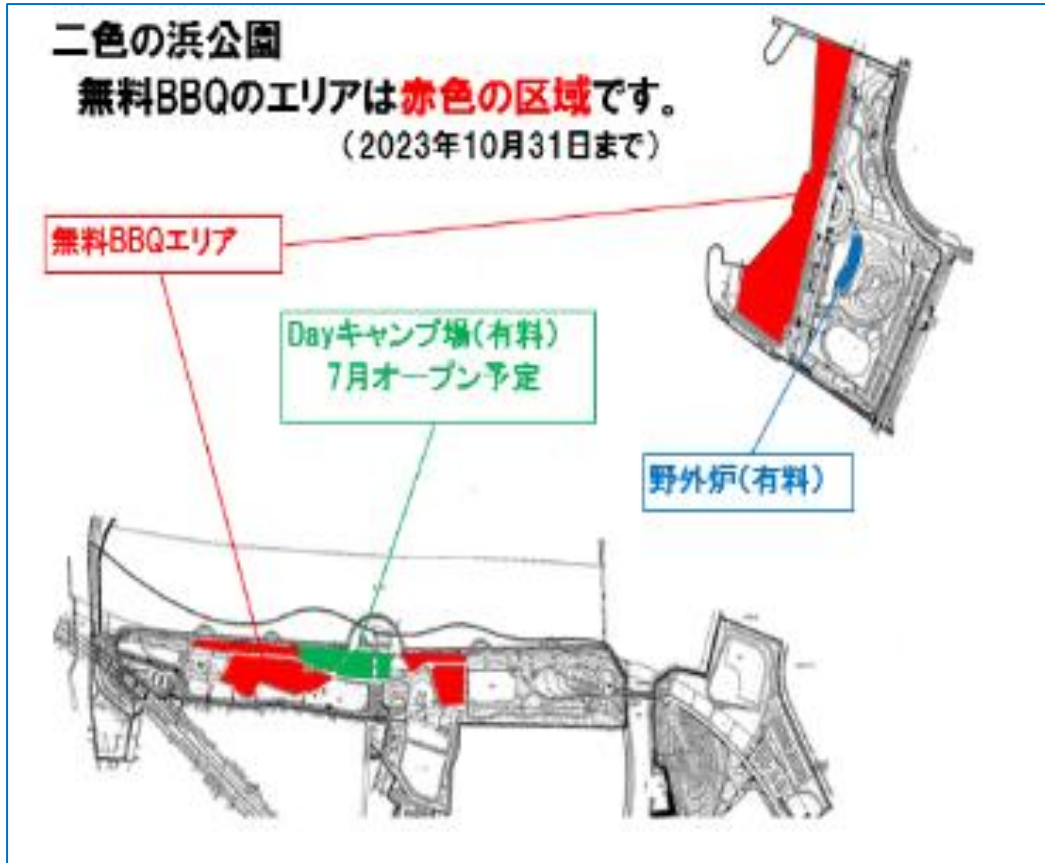 二色の浜公園
無料BBQのエリアは赤色の区域です。
（2023年10月31日まで）
無料BBQエリア
Dayキャンプ場(有料)
7月オープン予定
野外炉(有料)